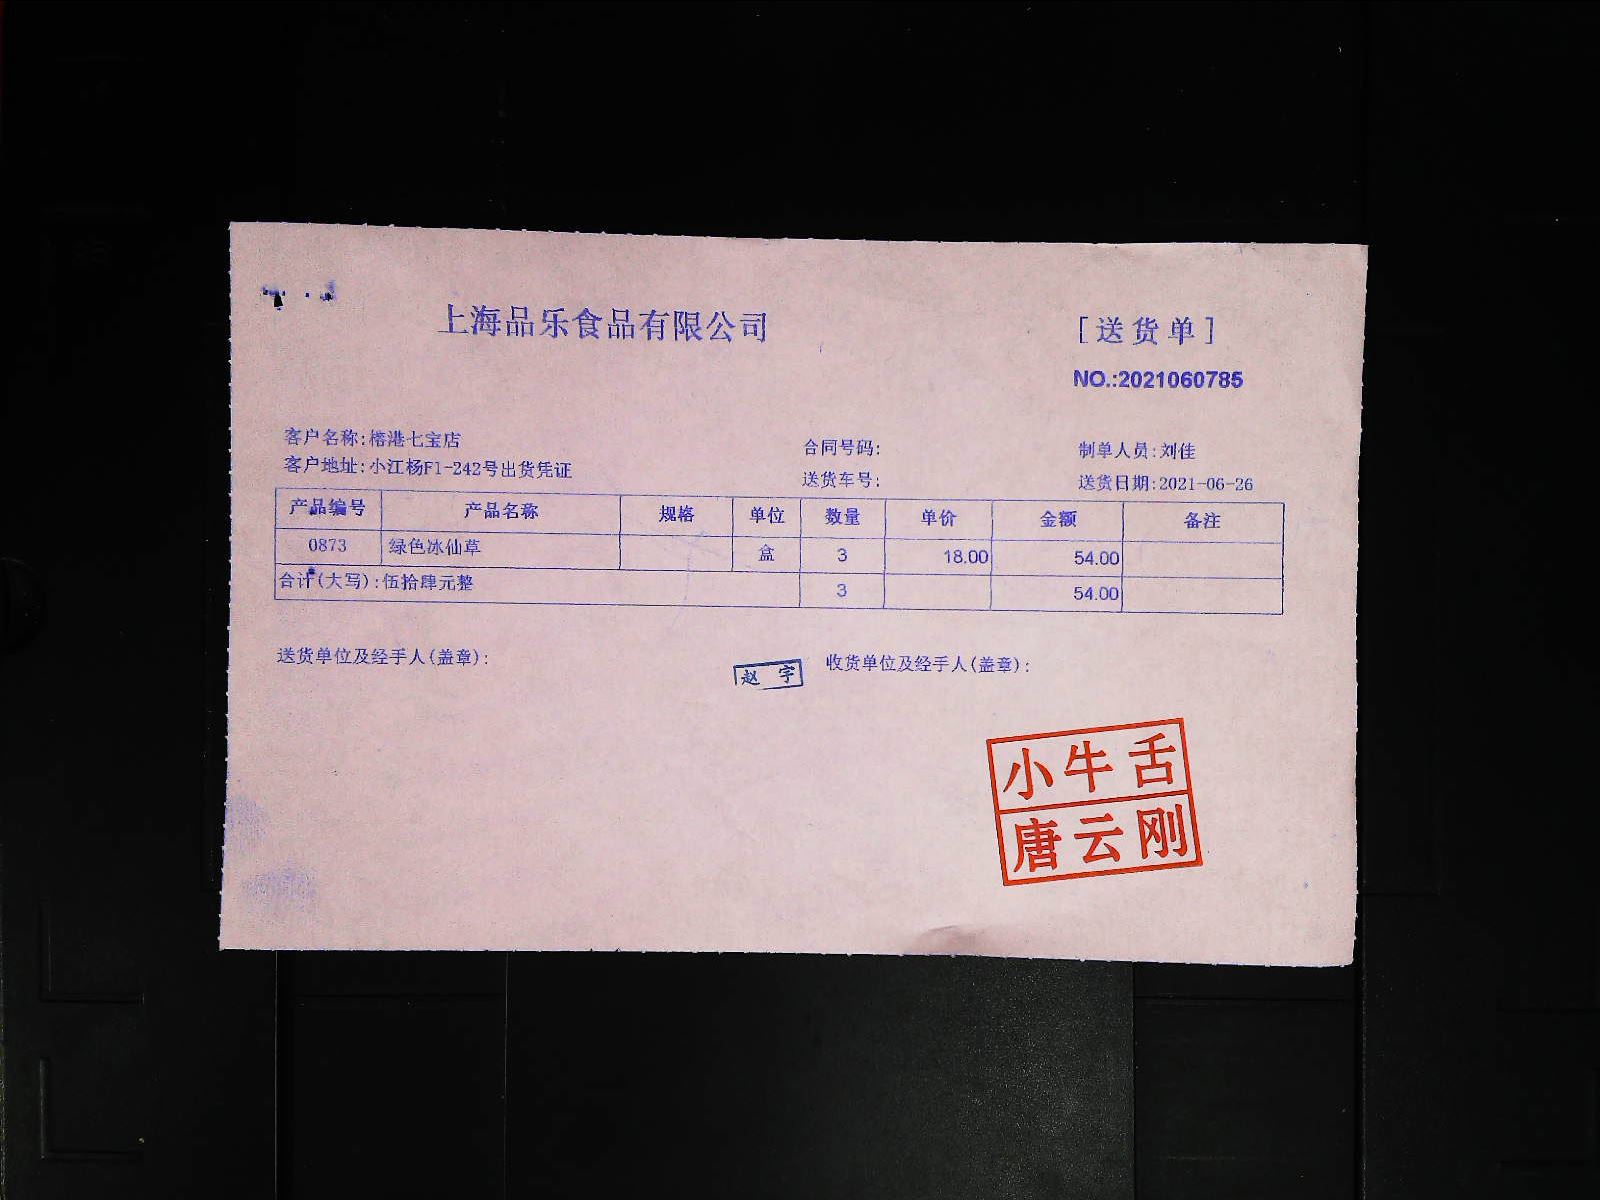 上海品乐食品有限公司
[送货单]
NO.:2021060785
客户名称:榕港七宝店
合同号码:
制单人员:刘佳
客户地址:小江杨F1-242号出货凭证
送货车号:
送货日期:2021-06-26
产品编号 产品名称 规格 单位 数量 单价 金额 备注
0873 绿色冰仙草 盒 3 18.00 54.00
合计(大写):伍拾肆元整 3 54.00
送货单位及经手人(盖章):
赵宇
收货单位及经手人(盖章):
小牛舌
唐云刚